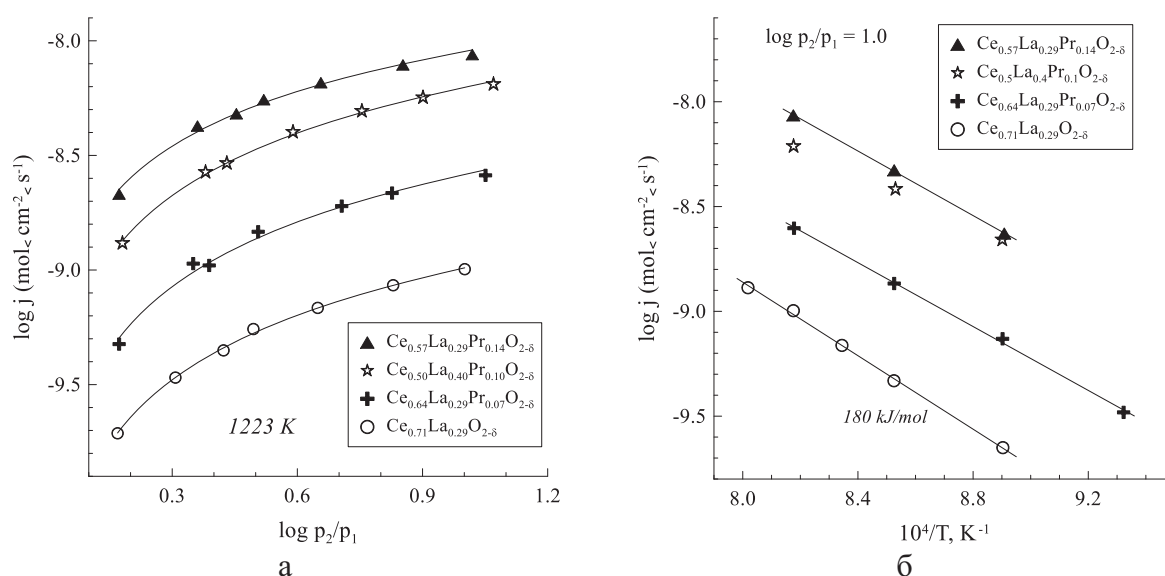 a
-8.0
-8.5
-9.0
-9.5
log j (mol< cm-2< s-1)
Ce0.57La0.29Pr0.14O2-δ
Ce0.50La0.40Pr0.10O2-δ
Ce0.64La0.29Pr0.07O2-δ
Ce0.71La0.29O2-δ
1223 K
0.3 0.6 0.9 1.2
log p2/p1
а
б
log p2/p1 = 1.0
Ce0.57La0.29Pr0.14O2-δ
Ce0.5La0.4Pr0.1O2-δ
Ce0.64La0.29Pr0.07O2-δ
Ce0.71La0.29O2-δ
-8.0
-8.5
-9.0
-9.5
log j (mol< cm-2< s-1)
180 kJ/mol
8.0 8.4 8.8 9.2
104/T, K-1
б